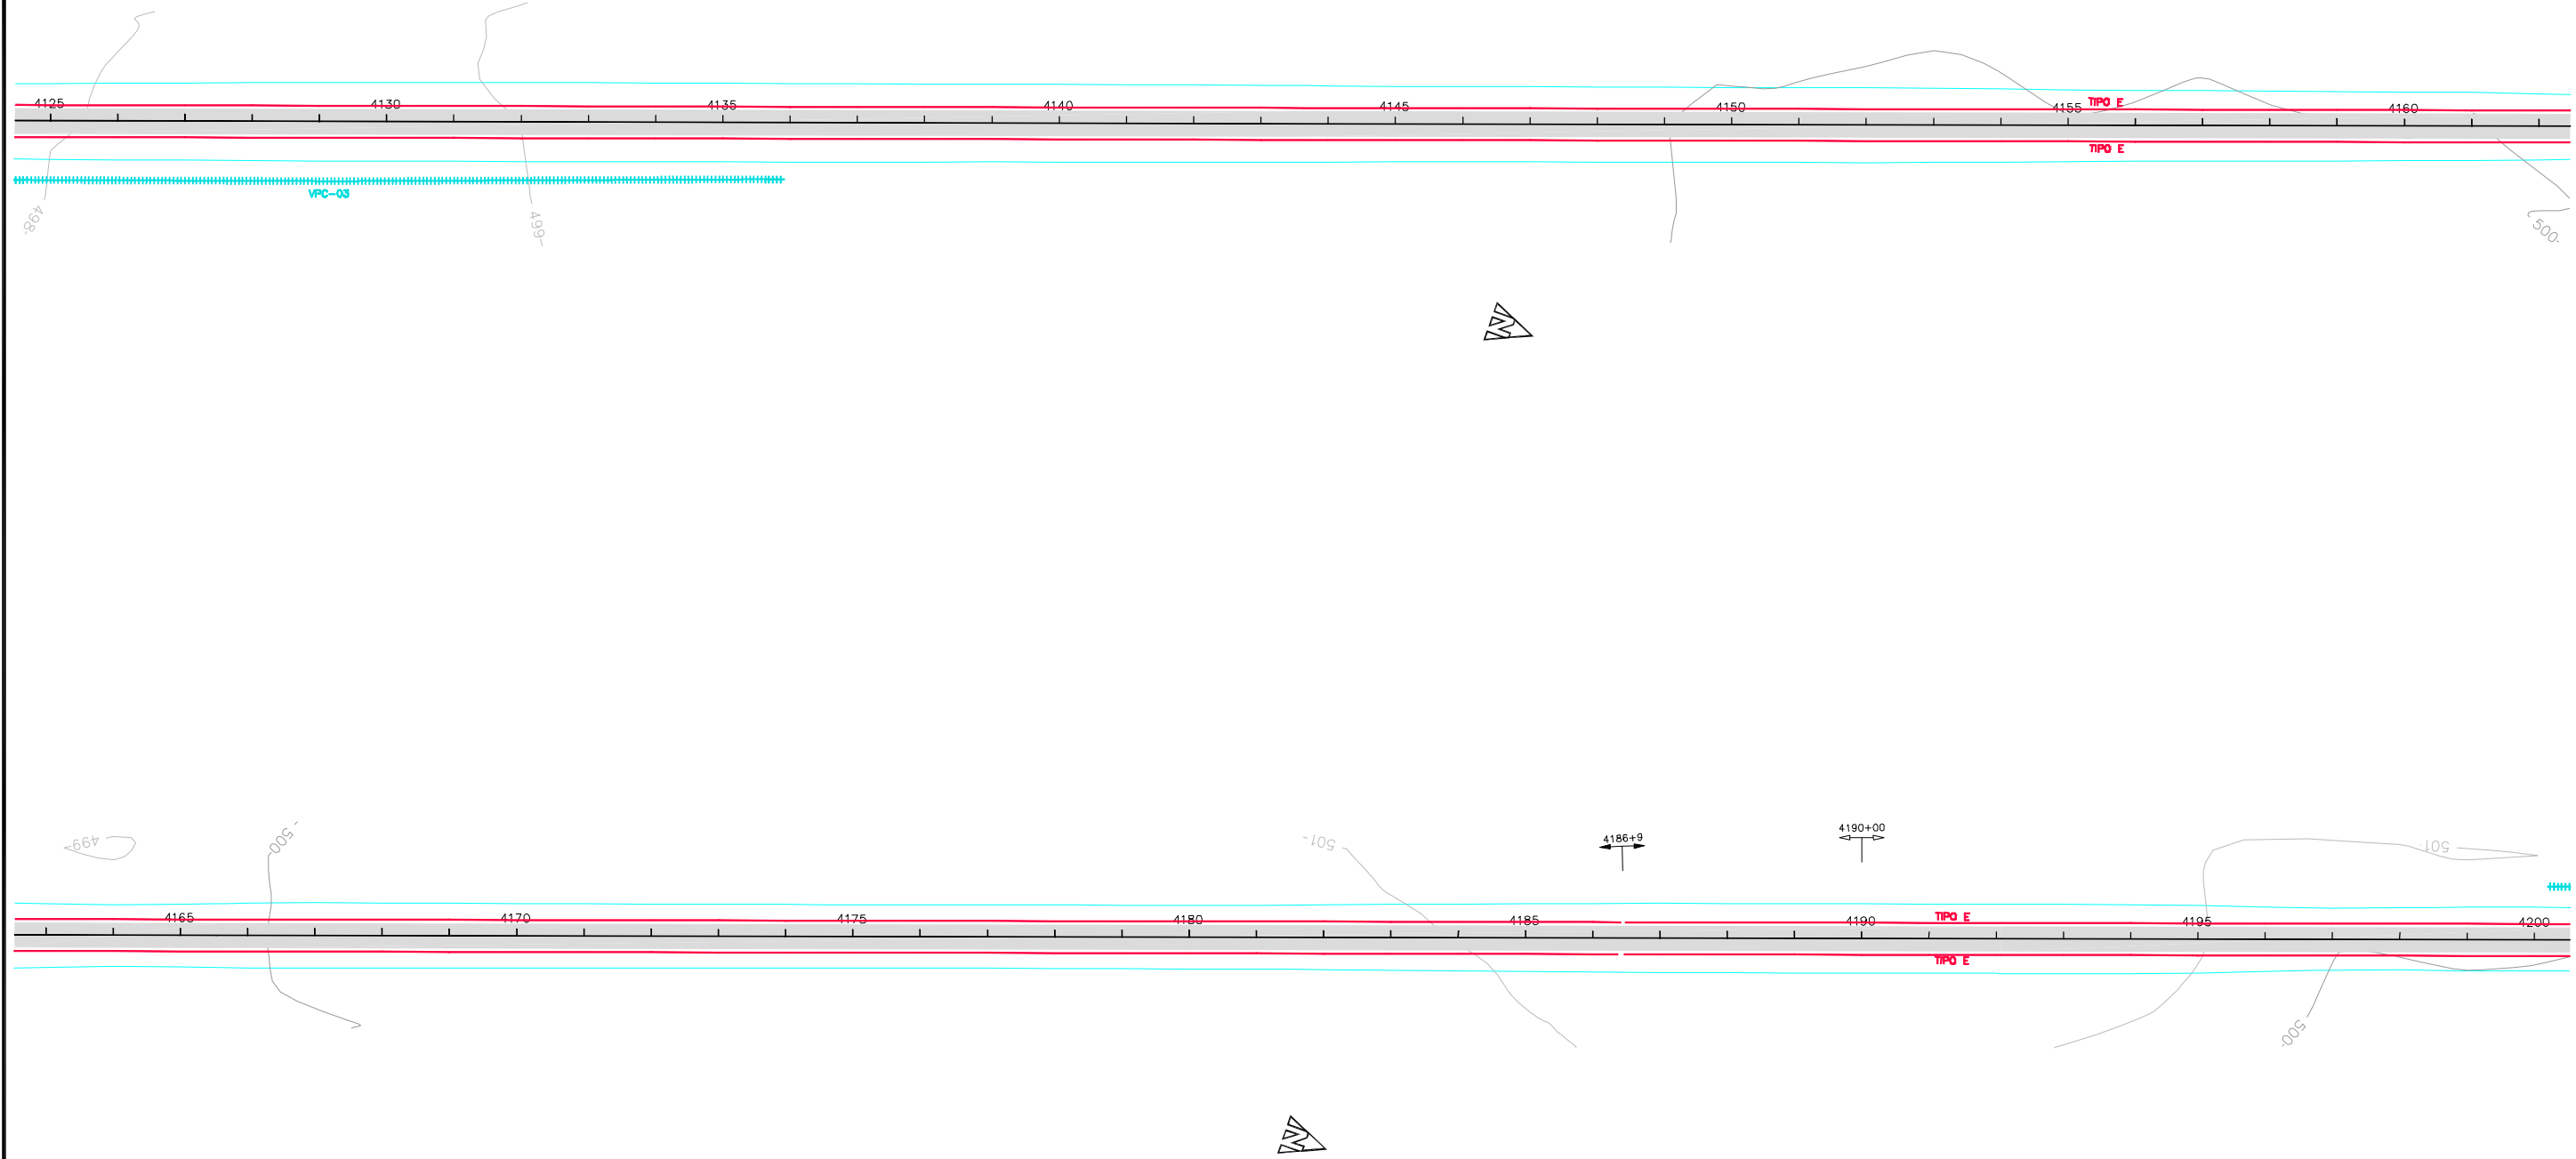 4125 4130 4135 4140 4145 4150 4155 TIPO E 4160
TIPO E
VPC-03
498- 499- 500-
N
499- -500- -501- 4186+9 4190+00 501-
4165 4170 4175 4180 4185 4190 TIPO E 4195 4200
TIPO E
500-
N